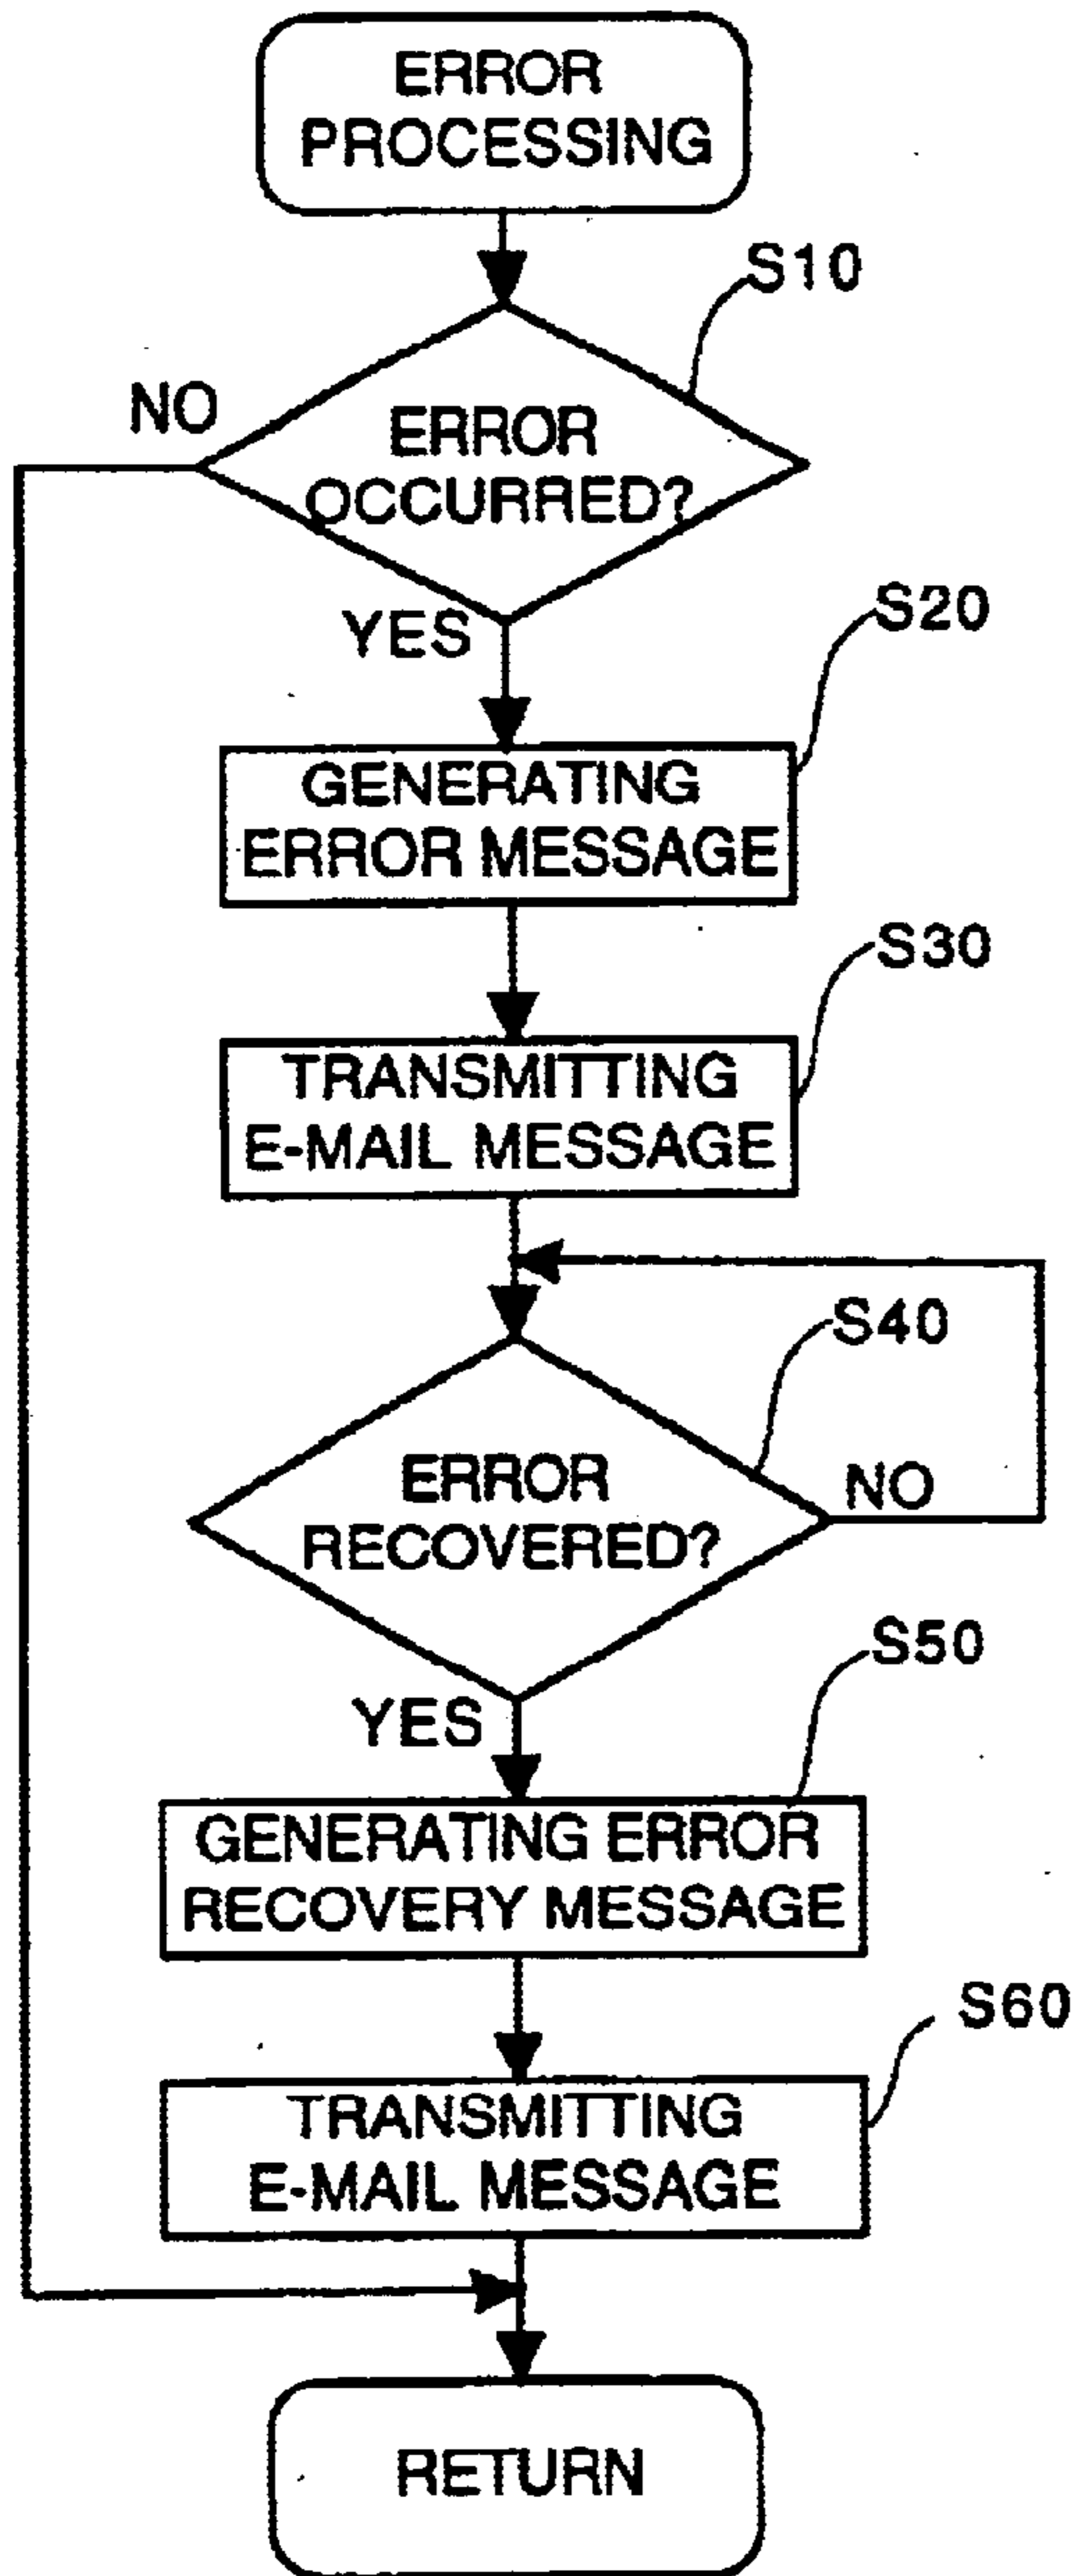 ERROR
PROCESSING
S10
NO
ERROR
OCCURRED?
YES
S20
GENERATING
ERROR MESSAGE
S30
TRANSMITTING
E-MAIL MESSAGE
S40
ERROR
RECOVERED?
NO
S50
YES
GENERATING ERROR
RECOVERY MESSAGE
S60
TRANSMITTING
E-MAIL MESSAGE
RETURN